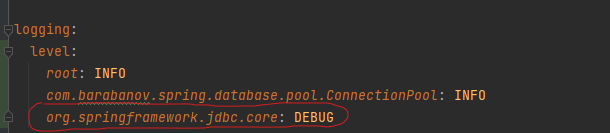 logging:
level:
root: INFO
com.barabanov.spring.database.pool.ConnectionPool: INFO
org.springframework.jdbc.core: DEBUG